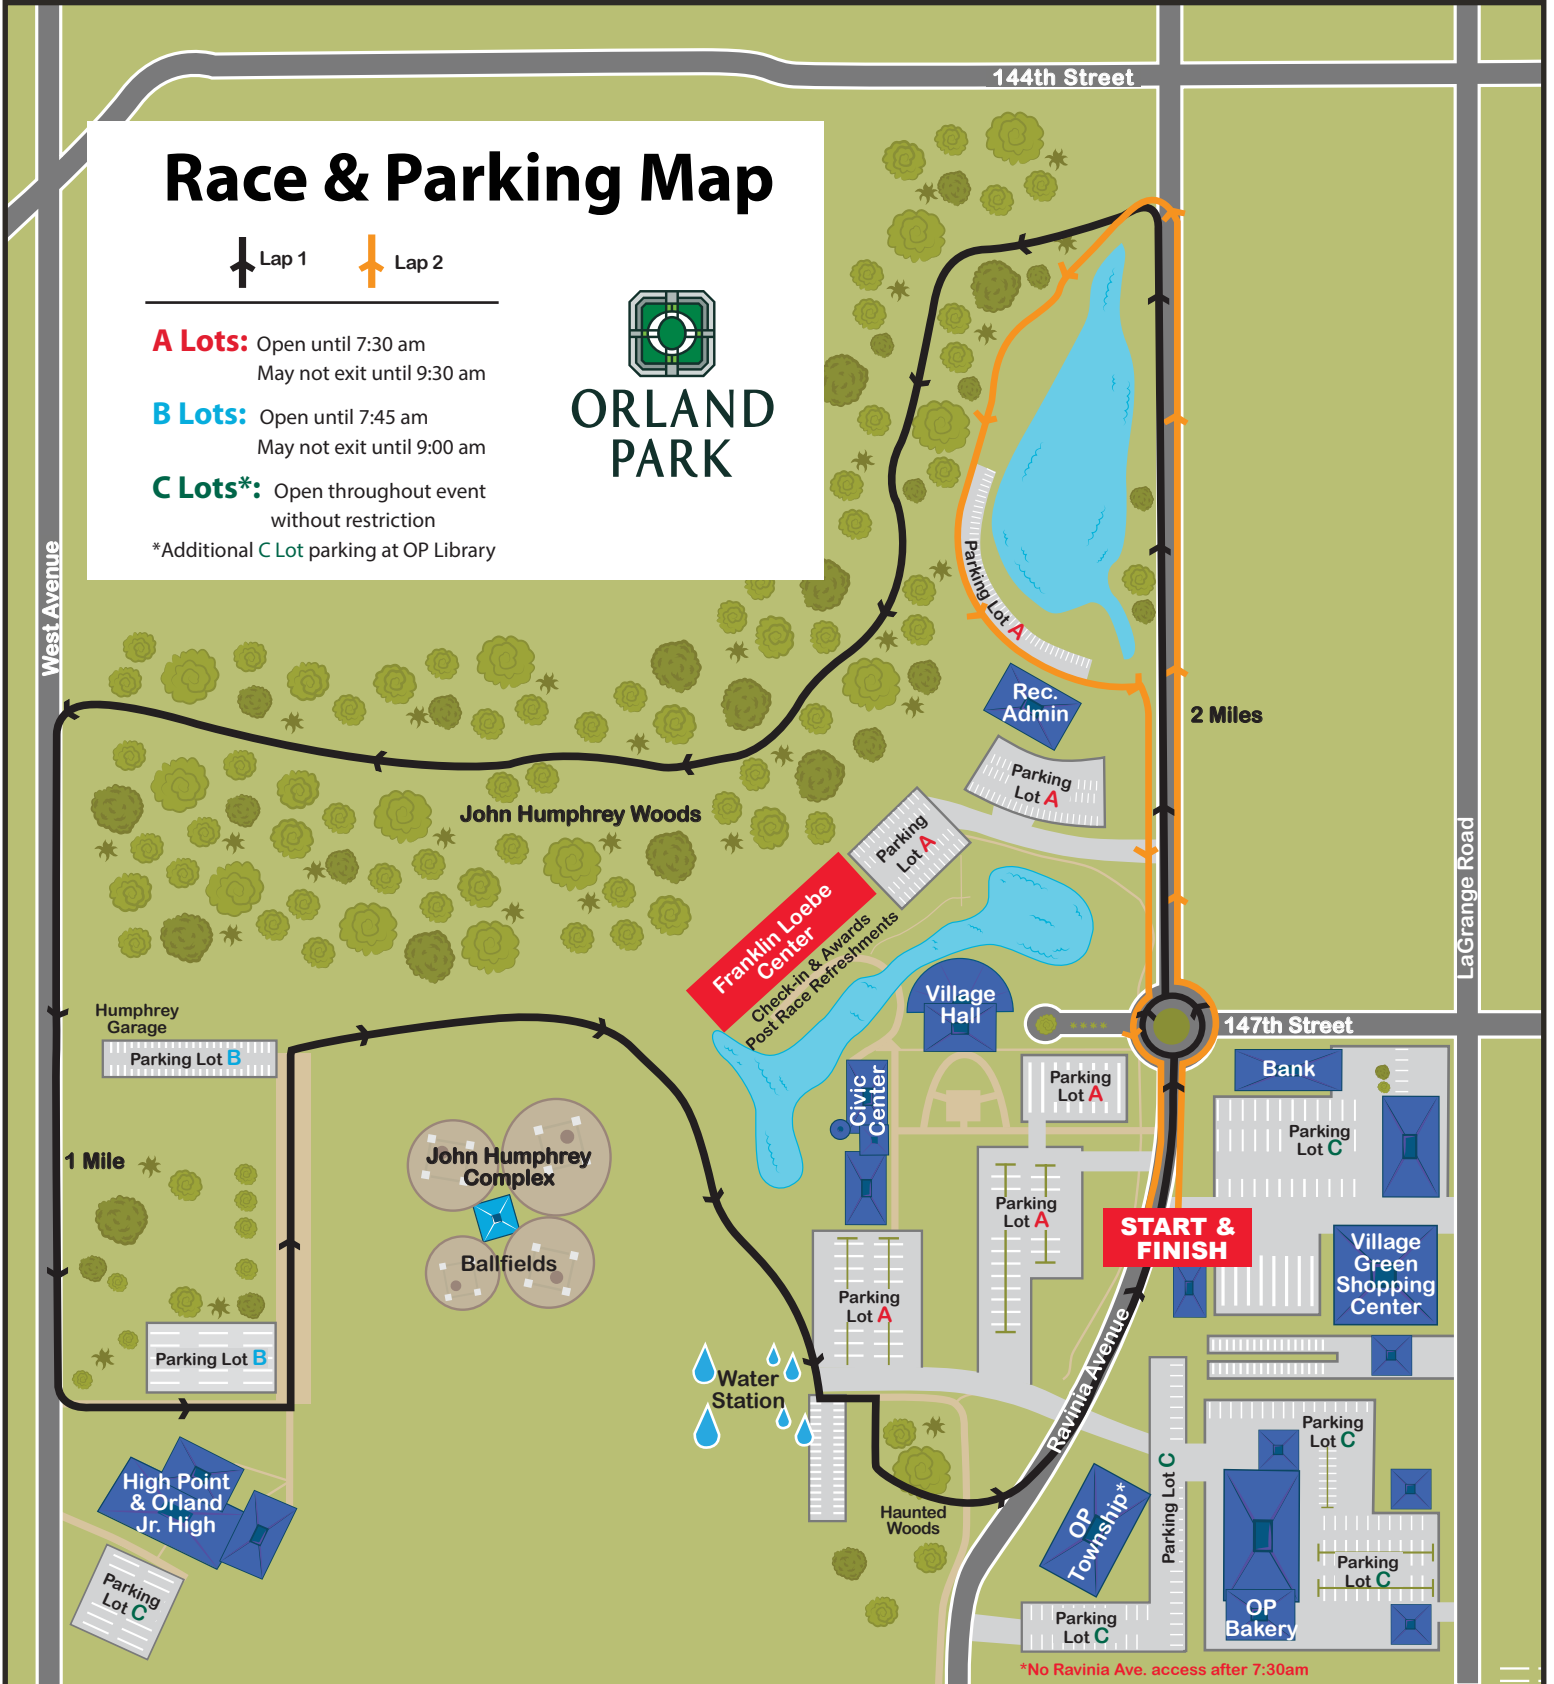 144th Street
Race & Parking Map
Lap 1
Lap 2
A Lots: Open until 7:30 am
May not exit until 9:30 am
B Lots: Open until 7:45 am
May not exit until 9:00 am
C Lots*: Open throughout event
without restriction
*Additional C Lot parking at OP Library
ORLAND
PARK
West Avenue
Parking Lot A
Rec.
Admin
2 Miles
Parking
Lot A
John Humphrey Woods
Parking
Lot A
LaGrange Road
Franklin Loebe
Center
Check-in & Awards
Post Race Refreshments
Village
Hall
147th Street
Humphrey
Garage
Parking Lot B
Bank
Civic
Center
Parking
Lot A
Parking
Lot C
1 Mile
John Humphrey
Complex
Parking
Lot A
START &
FINISH
Ballfields
Village
Green
Shopping
Center
Parking
Lot A
Parking Lot B
Water
Station
Ravinia Avenue
Parking
Lot C
High Point
& Orland
Jr. High
Haunted
Woods
OP
Township*
Parking Lot C
Parking
Lot C
Parking
Lot C
OP
Bakery
Parking
Lot C
*No Ravinia Ave. access after 7:30am